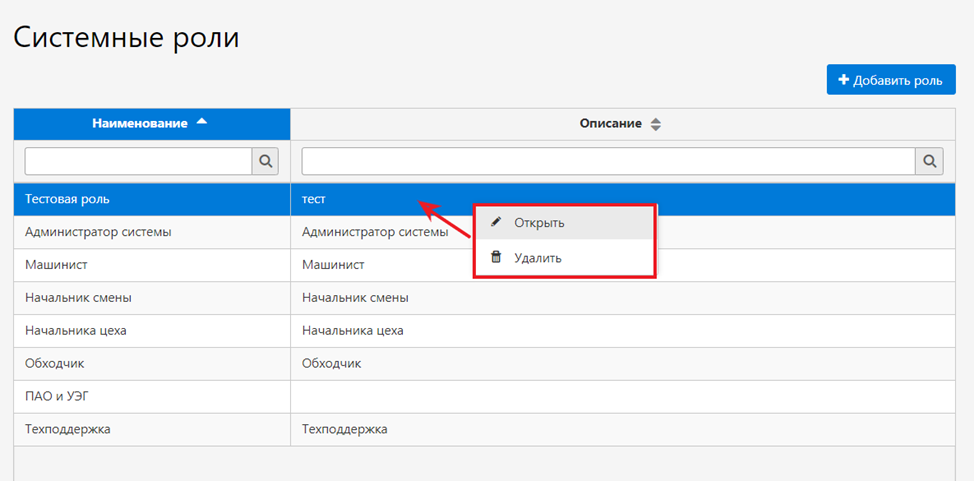 Системные роли
Добавить роль
Наименование Описание
Тестовая роль тест
Открыть
Администратор системы Администратор системы
Удалить
Машинист Машинист
Начальник смены Начальник смены
Начальника цеха Начальника цеха
Обходчик Обходчик
ПАО и УЭГ
Техподдержка Техподдержка